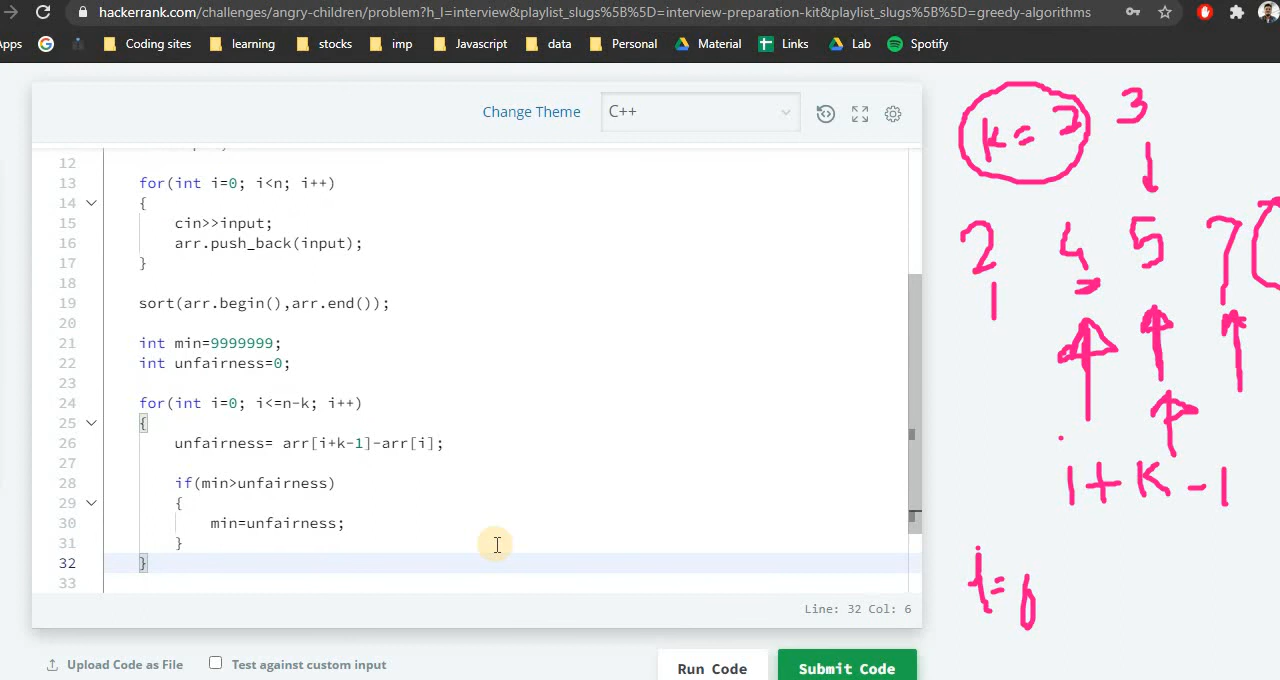 hackerrank.com/challenges/angry-children/problem?h_l=interview&playlist_slugs%5B%5D=interview-preparation-kit&playlist_slugs%5B%5D=greedy-algorithms
Apps Coding sites learning stocks imp Javascript data Personal Material Links Lab Spotify
Change Theme C++
12
13 for(int i=0; i<n; i++)
14 {
15 cin>>input;
16 arr.push_back(input);
17 }
18
19 sort(arr.begin(),arr.end());
20
21 int min=9999999;
22 int unfairness=0;
23
24 for(int i=0; i<=n-k; i++)
25 {
26 unfairness= arr[i+k-1]-arr[i];
27
28 if(min>unfairness)
29 {
30 min=unfairness;
31 }
32 }
33
Line: 32 Col: 6
Upload Code as File Test against custom input
Run Code Submit Code
k= 3
2 4 5 7
i+k-1
i=0